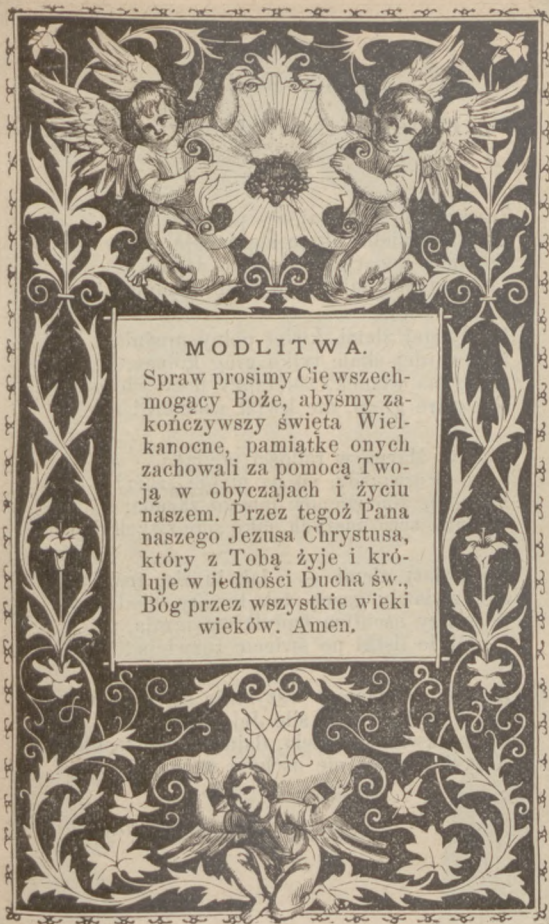 MODLITWA.
Spraw prosimy Cię wszech-
mogący Boże, abyśmy za-
kończywszy święta Wiel-
kanocne, pamiątkę onych
zachowali za pomocą Two-
ją w obyczajach i życiu
naszem. Przez tegoż Pana
naszego Jezusa Chrystusa,
który z Tobą żyje i kró-
luje w jedności Ducha św.,
Bóg przez wszystkie wieki
wieków. Amen.